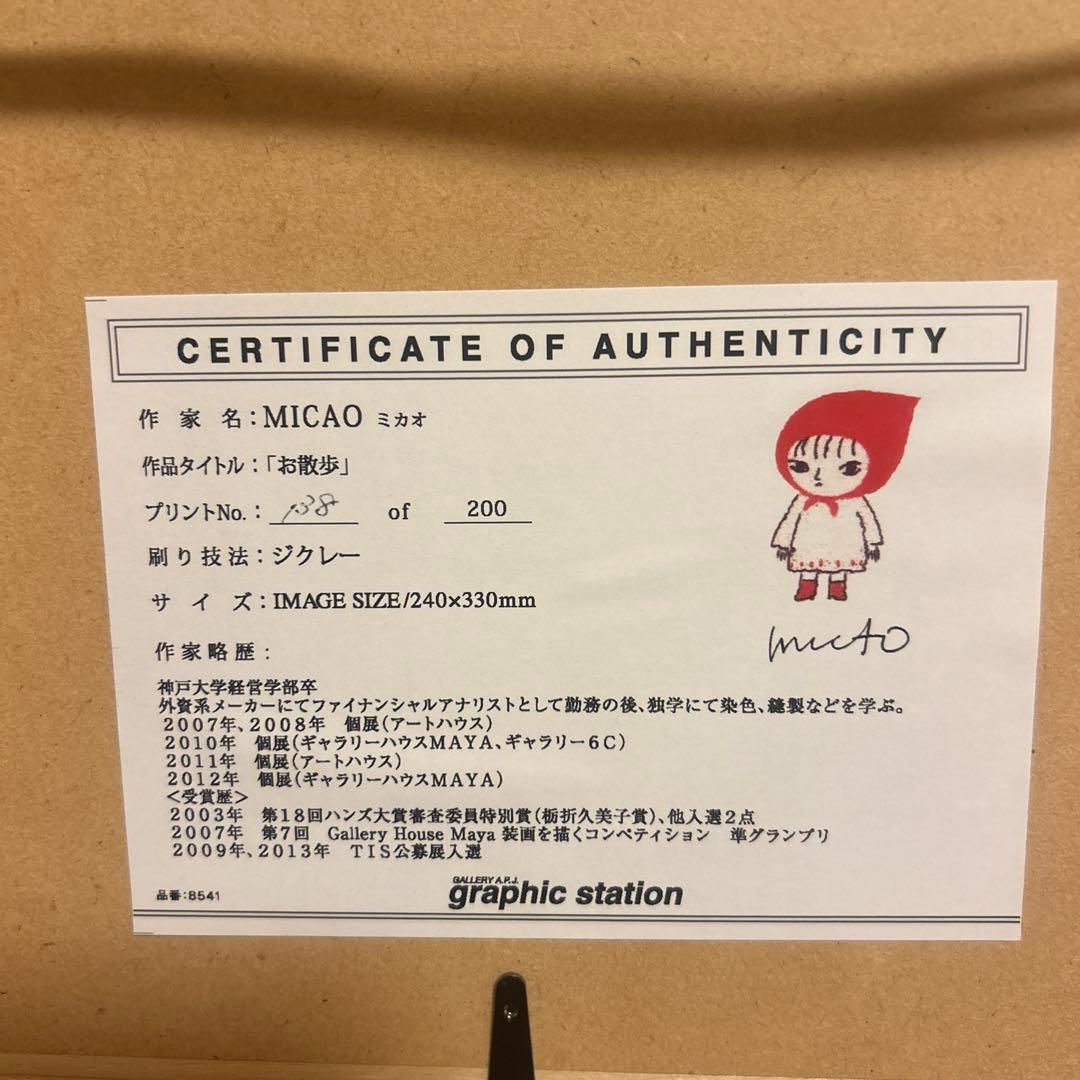 CERTIFICATE OF AUTHENTICITY
作 家 名：MICAO ミカオ
作品タイトル：「お散歩」
プリントNo.： 138 of 200
刷り技法：ジクレー
サ イ ズ：IMAGE SIZE/240×330mm
micAO
作家略歴：
神戸大学経営学部卒
外資系メーカーにてファイナンシャルアナリストとして勤務の後、独学にて染色、縫製などを学ぶ。
2007年、2008年 個展（アートハウス）
2010年 個展（ギャラリーハウスMAYA、ギャラリー6C）
2011年 個展（アートハウス）
2012年 個展（ギャラリーハウスMAYA）
＜受賞歴＞
2003年 第18回ハンズ大賞審査委員特別賞（栃折久美子賞）、他入選2点
2007年 第7回 Gallery House Maya 装画を描くコンペティション 準グランプリ
2009年、2013年 TIS公募展入選
品番：8541
GALLERY A.P.J.
graphic station